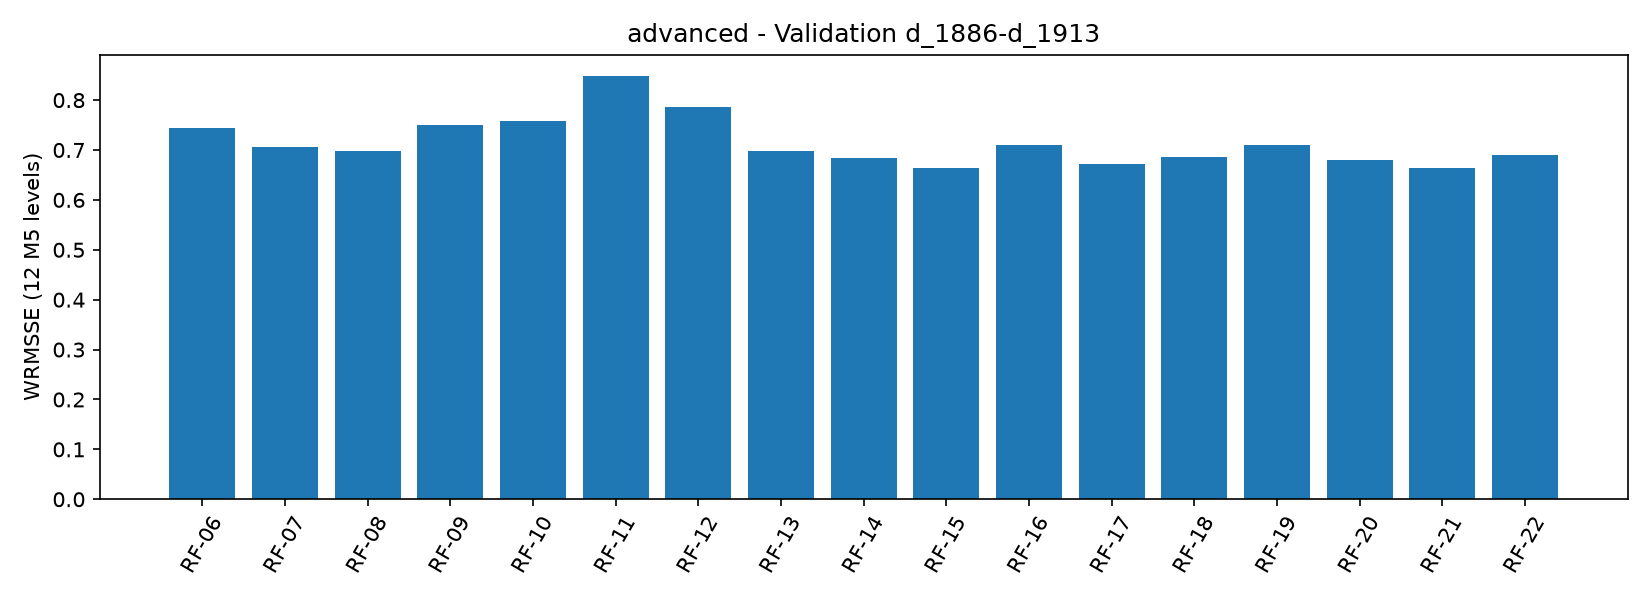 advanced - Validation d_1886-d_1913
WRMSSE (12 M5 levels)
0.8
0.7
0.6
0.5
0.4
0.3
0.2
0.1
0.0
RF-06
RF-07
RF-08
RF-09
RF-10
RF-11
RF-12
RF-13
RF-14
RF-15
RF-16
RF-17
RF-18
RF-19
RF-20
RF-21
RF-22